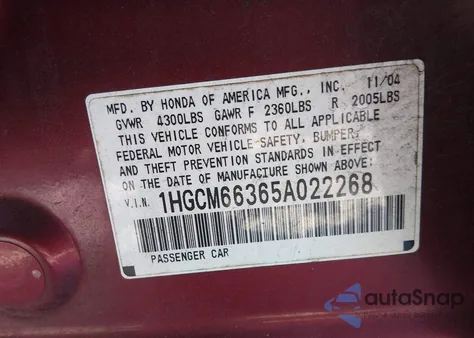 MFD. BY HONDA OF AMERICA MFG., INC. 11/04
GVWR 4300LBS GAWR F 2360LBS R 2005LBS
THIS VEHICLE CONFORMS TO ALL APPLICABLE
FEDERAL MOTOR VEHICLE SAFETY, BUMPER,
AND THEFT PREVENTION STANDARDS IN EFFECT
ON THE DATE OF MANUFACTURE SHOWN ABOVE.
V.I.N. 1HGCM66365A022268
PASSENGER CAR
autoSnap